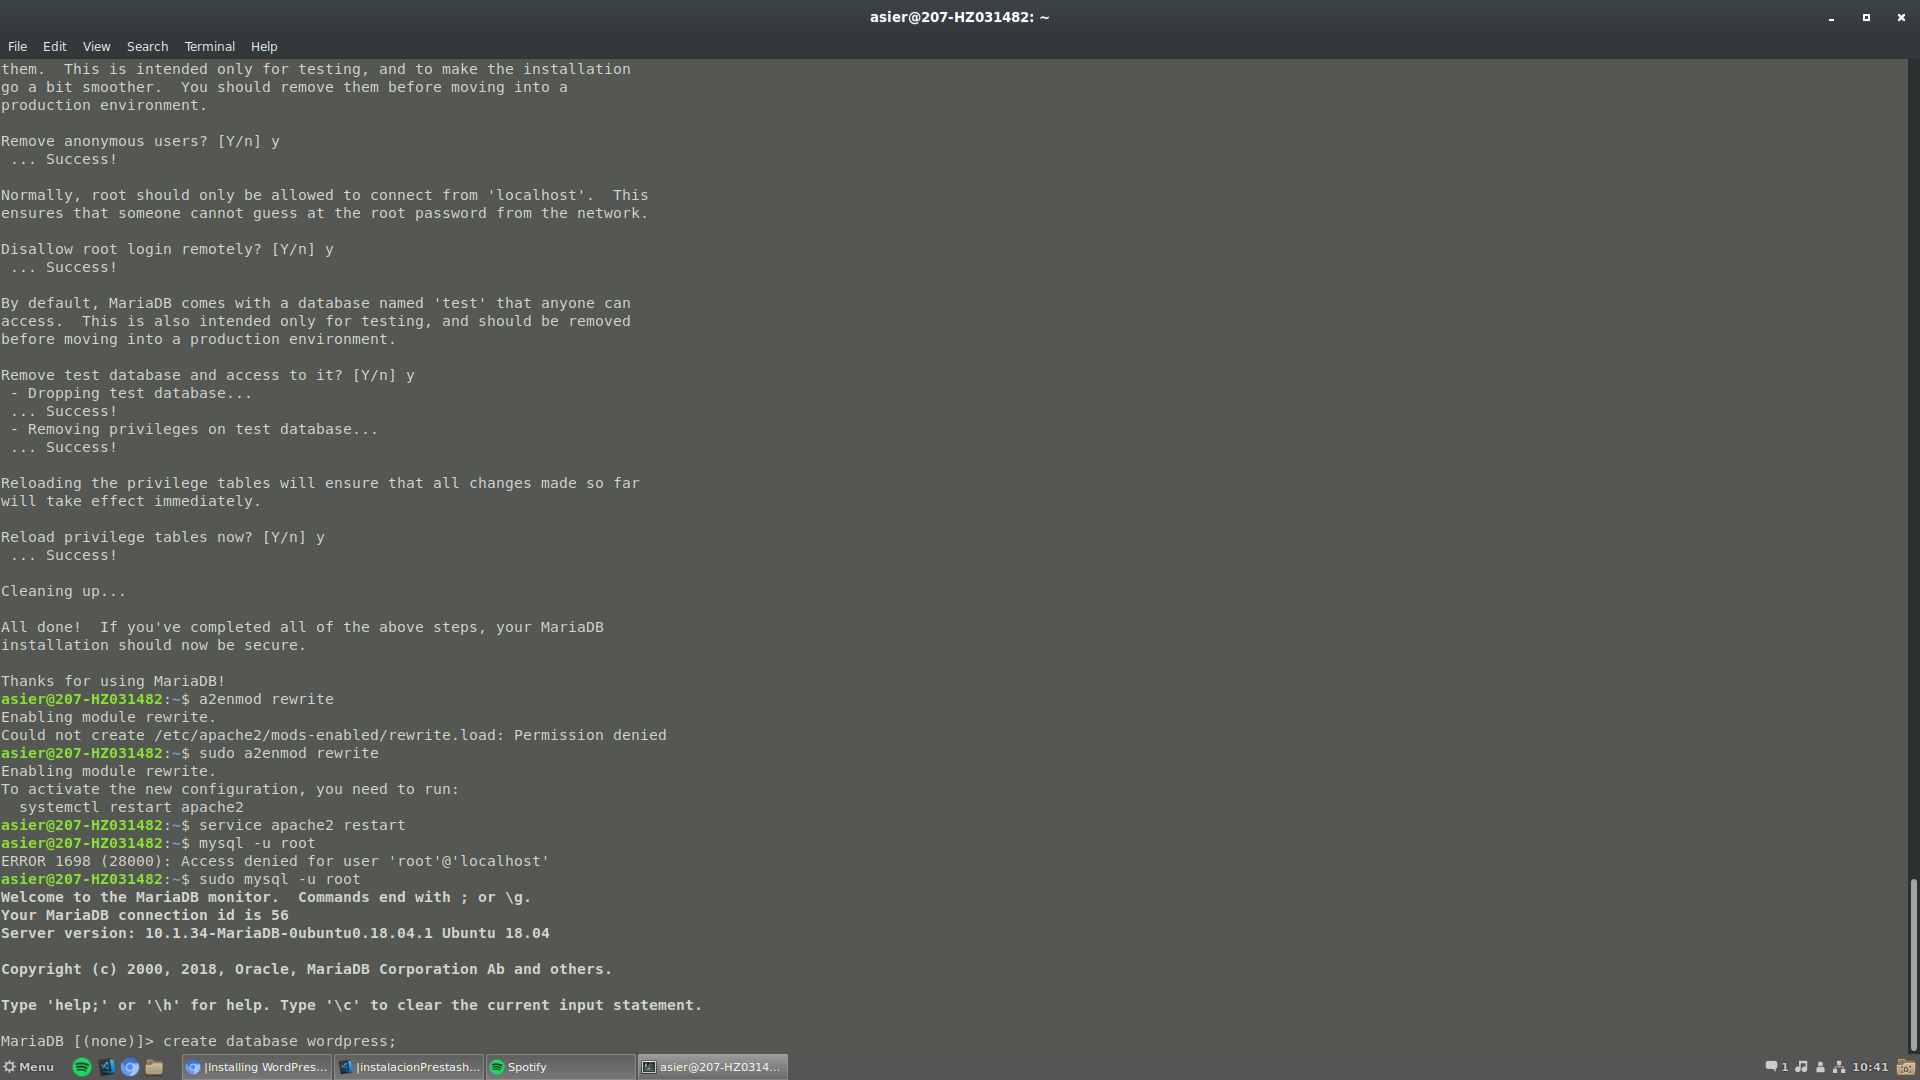 asier@207-HZ031482: ~
File Edit View Search Terminal Help
them.  This is intended only for testing, and to make the installation
go a bit smoother.  You should remove them before moving into a
production environment.
Remove anonymous users? [Y/n] y
 ... Success!
Normally, root should only be allowed to connect from 'localhost'.  This
ensures that someone cannot guess at the root password from the network.
Disallow root login remotely? [Y/n] y
 ... Success!
By default, MariaDB comes with a database named 'test' that anyone can
access.  This is also intended only for testing, and should be removed
before moving into a production environment.
Remove test database and access to it? [Y/n] y
 - Dropping test database...
 ... Success!
 - Removing privileges on test database...
 ... Success!
Reloading the privilege tables will ensure that all changes made so far
will take effect immediately.
Reload privilege tables now? [Y/n] y
 ... Success!
Cleaning up...
All done!  If you've completed all of the above steps, your MariaDB
installation should now be secure.
Thanks for using MariaDB!
asier@207-HZ031482:~$ a2enmod rewrite
Enabling module rewrite.
Could not create /etc/apache2/mods-enabled/rewrite.load: Permission denied
asier@207-HZ031482:~$ sudo a2enmod rewrite
Enabling module rewrite.
To activate the new configuration, you need to run:
  systemctl restart apache2
asier@207-HZ031482:~$ service apache2 restart
asier@207-HZ031482:~$ mysql -u root
ERROR 1698 (28000): Access denied for user 'root'@'localhost'
asier@207-HZ031482:~$ sudo mysql -u root
Welcome to the MariaDB monitor.  Commands end with ; or \g.
Your MariaDB connection id is 56
Server version: 10.1.34-MariaDB-0ubuntu0.18.04.1 Ubuntu 18.04
Copyright (c) 2000, 2018, Oracle, MariaDB Corporation Ab and others.
Type 'help;' or '\h' for help. Type '\c' to clear the current input statement.
MariaDB [(none)]> create database wordpress;
Menu |Installing WordPres... |instalacionPrestash... Spotify asier@207-HZ0314... 1 10:41